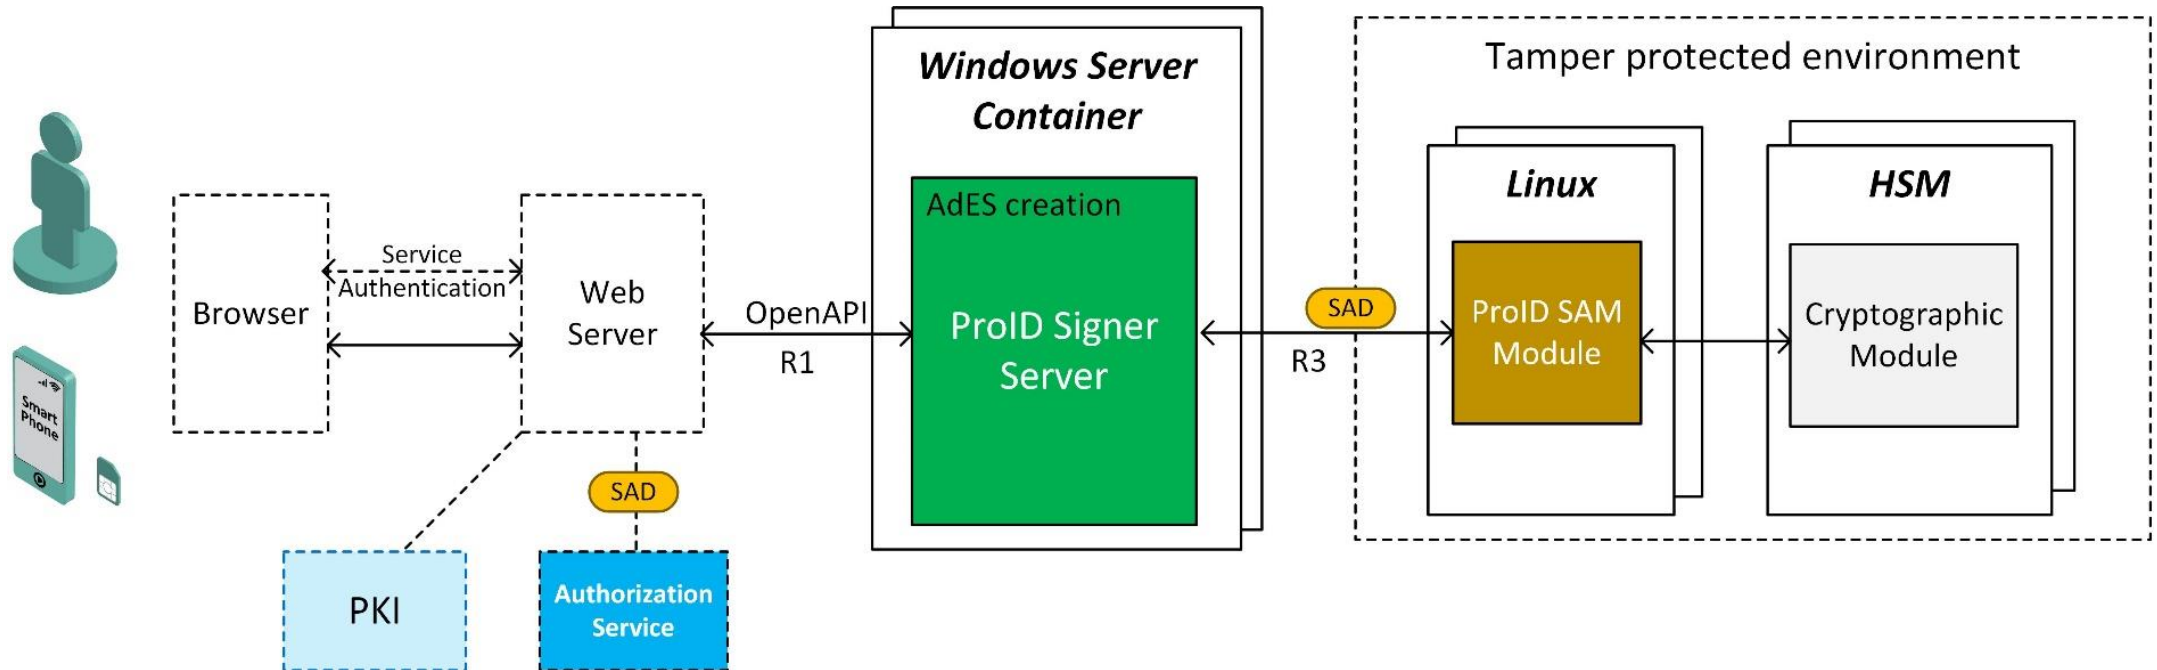 Windows Server
Container
Tamper protected environment
Linux
HSM
AdES creation
Service
Authentication
Browser
Web
Server
OpenAPI
R1
ProID Signer
Server
SAD
R3
ProID SAM
Module
Cryptographic
Module
Smart
Phone
SAD
PKI
Authorization
Service